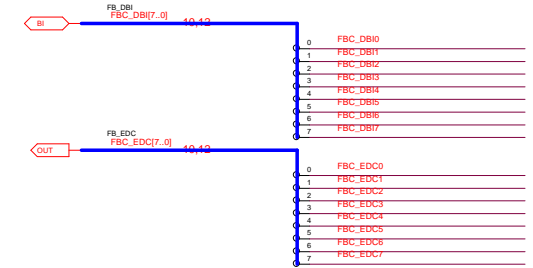 FB_DBI
FBC_DBI[7..0]
BI
10,12
0 FBC_DBI0
1 FBC_DBI1
2 FBC_DBI2
3 FBC_DBI3
4 FBC_DBI4
5 FBC_DBI5
6 FBC_DBI6
7 FBC_DBI7
FB_EDC
FBC_EDC[7..0]
OUT
10,12
0 FBC_EDC0
1 FBC_EDC1
2 FBC_EDC2
3 FBC_EDC3
4 FBC_EDC4
5 FBC_EDC5
6 FBC_EDC6
7 FBC_EDC7